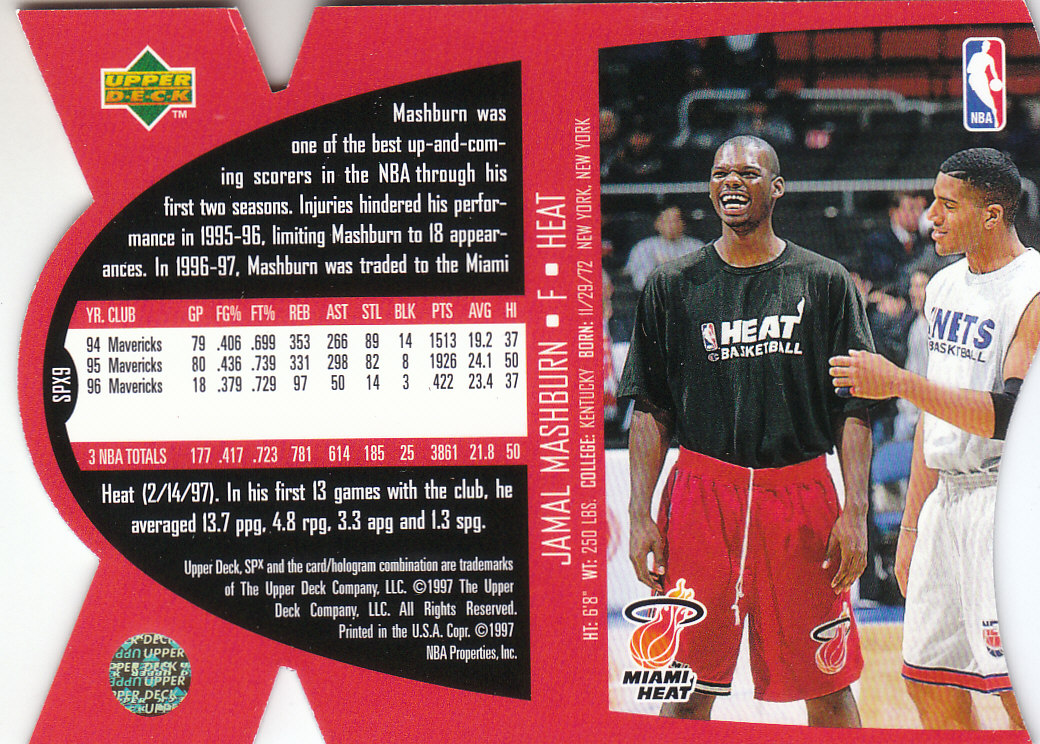 UPPER
DECK
TM
Mashburn was
one of the best up-and-com-
ing scorers in the NBA through his
first two seasons. Injuries hindered his perfor-
mance in 1995-96, limiting Mashburn to 18 appear-
ances. In 1996-97, Mashburn was traded to the Miami
YR. CLUB GP FG% FT% REB AST STL BLK PTS AVG HI
94 Mavericks 79 .406 .699 353 266 89 14 1513 19.2 37
95 Mavericks 80 .436 .739 331 298 82 8 1926 24.1 50
96 Mavericks 18 .379 .729 97 50 14 3 422 23.4 37
3 NBA TOTALS 177 .417 .723 781 614 185 25 3861 21.8 50
Heat (2/14/97). In his first 13 games with the club, he
averaged 13.7 ppg, 4.8 rpg, 3.3 apg and 1.3 spg.
Upper Deck, SPx and the card/hologram combination are trademarks
of The Upper Deck Company, LLC. ©1997 The Upper
Deck Company, LLC. All Rights Reserved.
Printed in the U.S.A. Copr. ©1997
NBA Properties, Inc.
SPX9
UPPER DECK
JAMAL MASHBURN ▪ F ▪ HEAT
HT: 6'8" WT: 250 LBS. COLLEGE: KENTUCKY BORN: 11/29/72 NEW YORK, NEW YORK
NBA
HEAT
BASKETBALL
NETS
BASKETBALL
MIAMI
HEAT